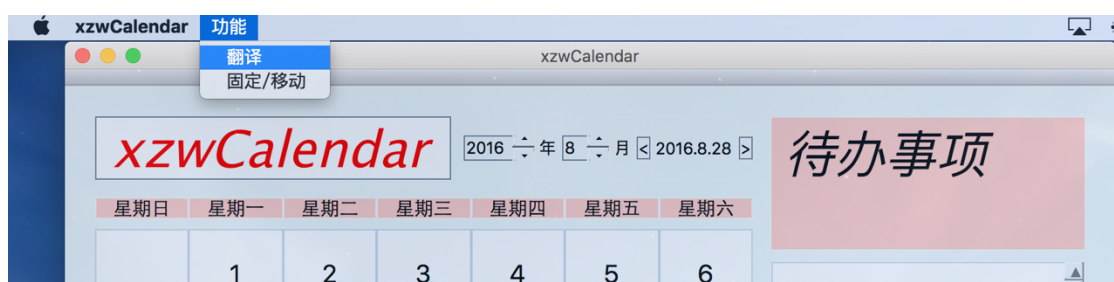 xzwCalendar 功能
翻译
固定/移动
xzwCalendar
xzwCalendar 2016 年 8 月 < 2016.8.28 >
待办事项
星期日 星期一 星期二 星期三 星期四 星期五 星期六
1 2 3 4 5 6